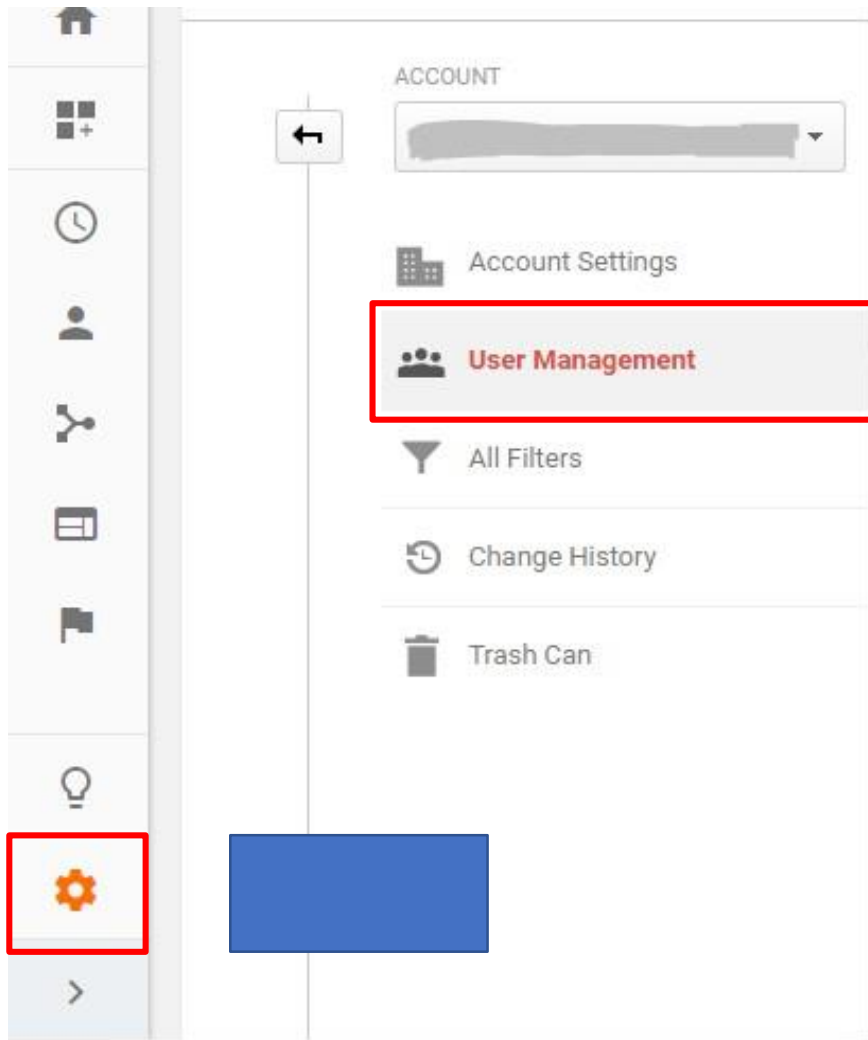 ACCOUNT
Account Settings
User Management
All Filters
Change History
Trash Can